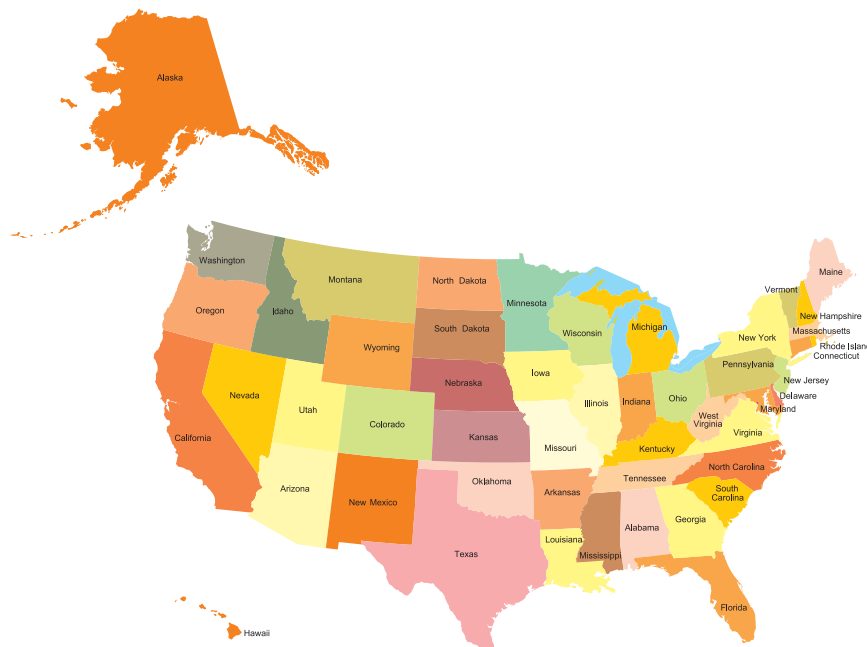 Alaska
Washington
Montana
North Dakota
Minnesota
Maine
Vermont
New Hampshire
Oregon
Idaho
South Dakota
Wisconsin
Michigan
New York
Massachusetts
Rhode Island
Connecticut
Wyoming
Pennsylvania
Iowa
New Jersey
Nebraska
Nevada
Utah
Illinois
Indiana
Ohio
Delaware
Maryland
Colorado
West
Virginia
Virginia
California
Kansas
Missouri
Kentucky
North Carolina
Tennessee
Arizona
Oklahoma
New Mexico
Arkansas
South
Carolina
Georgia
Alabama
Louisiana
Mississippi
Texas
Florida
Hawaii